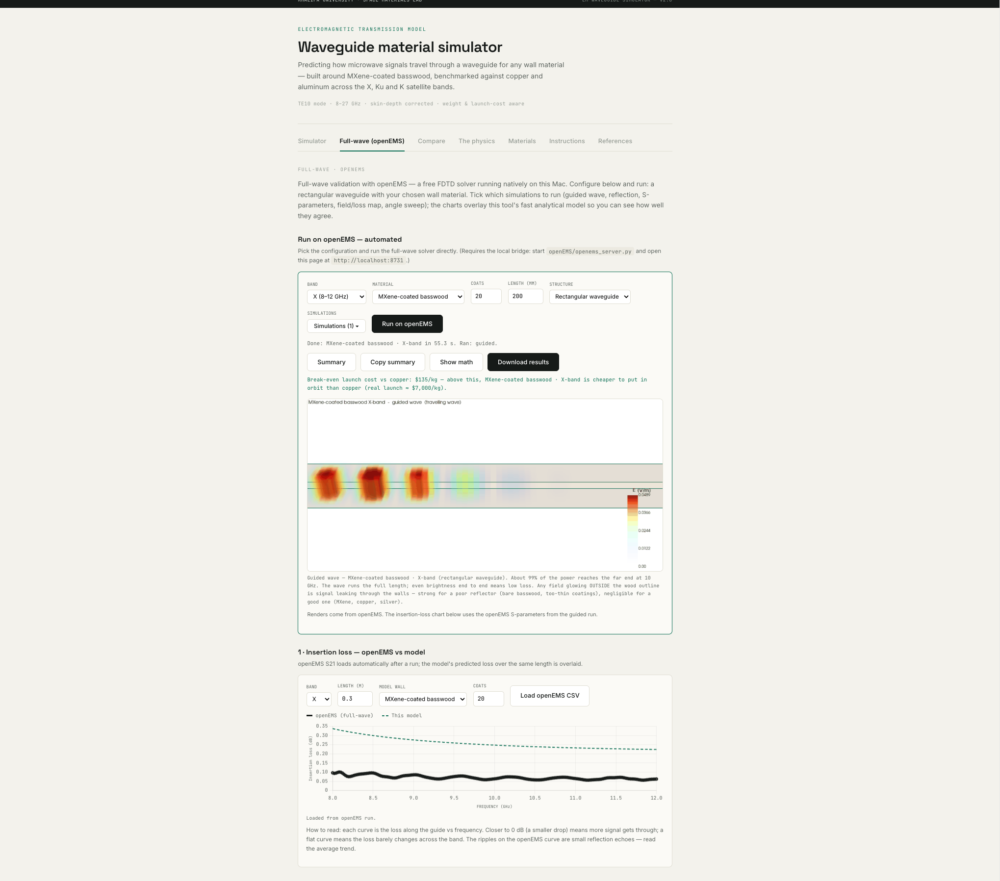 KHALIFA UNIVERSITY · SPACE MATERIALS LAB
EM WAVEGUIDE SIMULATOR — V2.0
ELECTROMAGNETIC TRANSMISSION MODEL
Waveguide material simulator
Predicting how microwave signals travel through a waveguide for any wall material
— built around MXene-coated basswood, benchmarked against copper and
aluminum across the X, Ku and K satellite bands.
TE10 mode · 8–27 GHz · skin-depth corrected · weight & launch-cost aware
Simulator Full-wave (openEMS) Compare The physics Materials Instructions References
FULL-WAVE · OPENEMS
Full-wave validation with openEMS — a free FDTD solver running natively on this Mac. Configure below and run: a
rectangular waveguide with your chosen wall material. Tick which simulations to run (guided wave, reflection, S-
parameters, field/loss map, angle sweep); the charts overlay this tool's fast analytical model so you can see how well
they agree.
Run on openEMS — automated
Pick the configuration and run the full-wave solver directly. (Requires the local bridge: start openEMS/openems_server.py and open
this page at http://localhost:8731.)
BAND MATERIAL COATS LENGTH (MM) STRUCTURE
X (8–12 GHz) MXene-coated basswood 20 200 Rectangular waveguide
SIMULATIONS
Simulations (1) Run on openEMS
Done: MXene-coated basswood · X-band in 55.3 s. Ran: guided.
Summary Copy summary Show math Download results
Break-even launch cost vs copper: $135/kg — above this, MXene-coated basswood · X-band is cheaper to put in
orbit than copper (real launch ≈ $7,000/kg).
MXene-coated basswood X-band - guided wave (travelling wave)
E (V/m)
0.0489
0.0366
0.0244
0.0122
0.00
Guided wave — MXene-coated basswood · X-band (rectangular waveguide). About 99% of the power reaches the far end at 10
GHz. The wave runs the full length; even brightness end to end means low loss. Any field glowing OUTSIDE the wood outline
is signal leaking through the walls — strong for a poor reflector (bare basswood, too-thin coatings), negligible for a
good one (MXene, copper, silver).
Renders come from openEMS. The insertion-loss chart below uses the openEMS S-parameters from the guided run.
1 · Insertion loss — openEMS vs model
openEMS S21 loads automatically after a run; the model's predicted loss over the same length is overlaid.
BAND LENGTH (M) MODEL WALL COATS
X 0.3 MXene-coated basswood 20 Load openEMS CSV
openEMS (full-wave) This model
Insertion loss (dB)
0.35
0.30
0.25
0.20
0.15
0.10
0.05
0
8.0 8.5 9.0 9.5 10.0 10.5 11.0 11.5 12.0
FREQUENCY (GHz)
Loaded from openEMS run.
How to read: each curve is the loss along the guide vs frequency. Closer to 0 dB (a smaller drop) means more signal gets through; a
flat curve means the loss barely changes across the band. The ripples on the openEMS curve are small reflection echoes — read
the average trend.